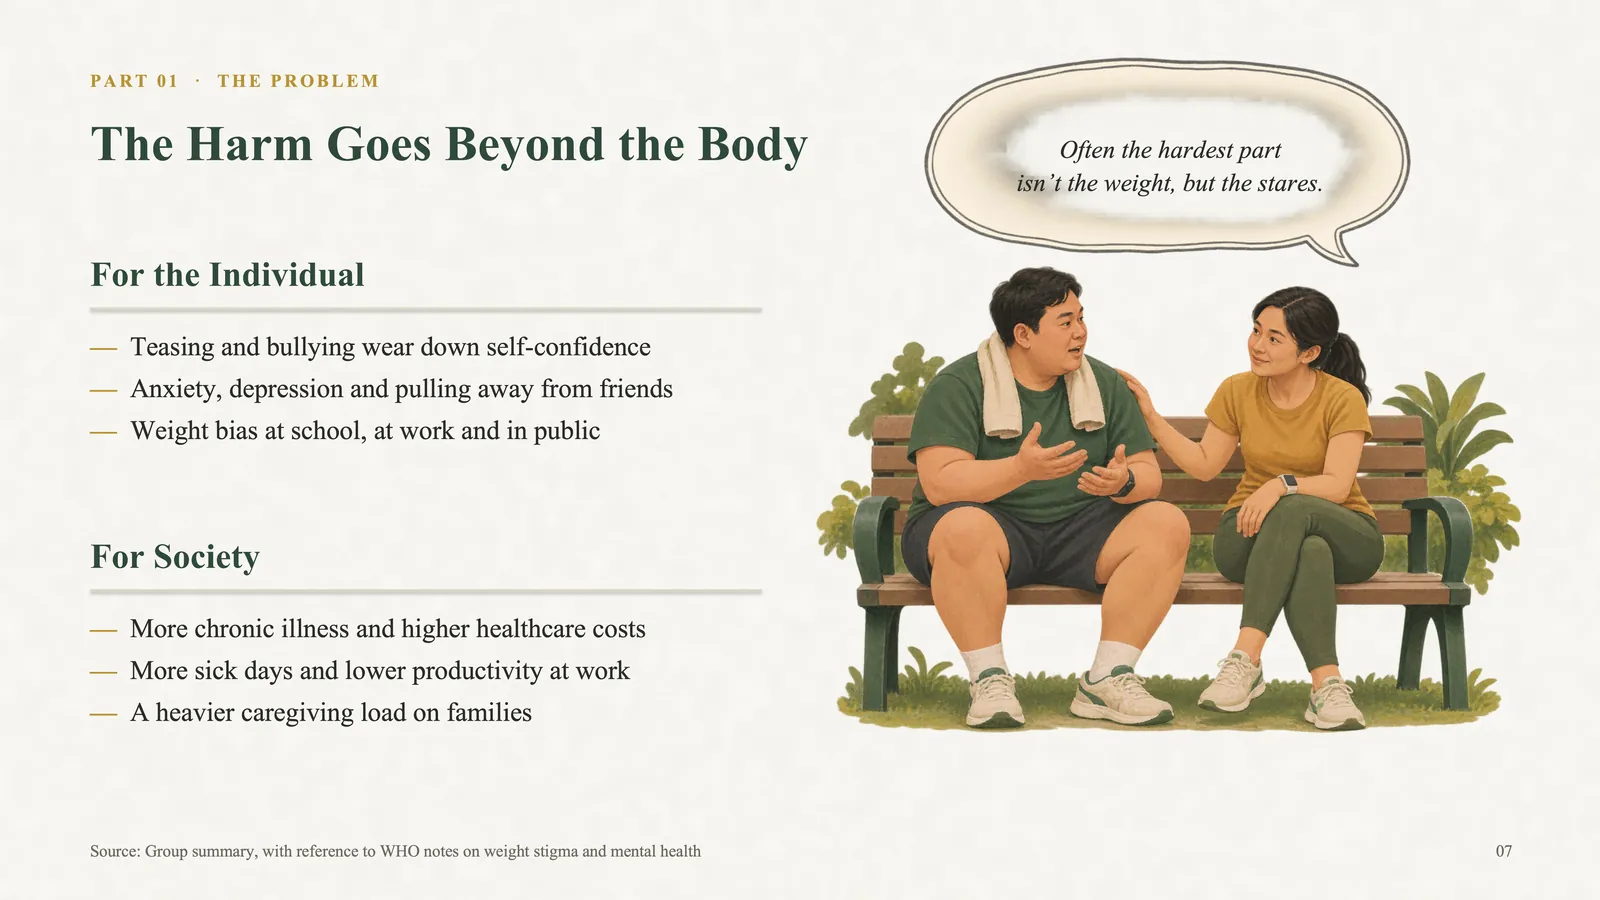 PART 01 · THE PROBLEM
The Harm Goes Beyond the Body
Often the hardest part
isn’t the weight, but the stares.
For the Individual
— Teasing and bullying wear down self-confidence
— Anxiety, depression and pulling away from friends
— Weight bias at school, at work and in public
For Society
— More chronic illness and higher healthcare costs
— More sick days and lower productivity at work
— A heavier caregiving load on families
Source: Group summary, with reference to WHO notes on weight stigma and mental health
07